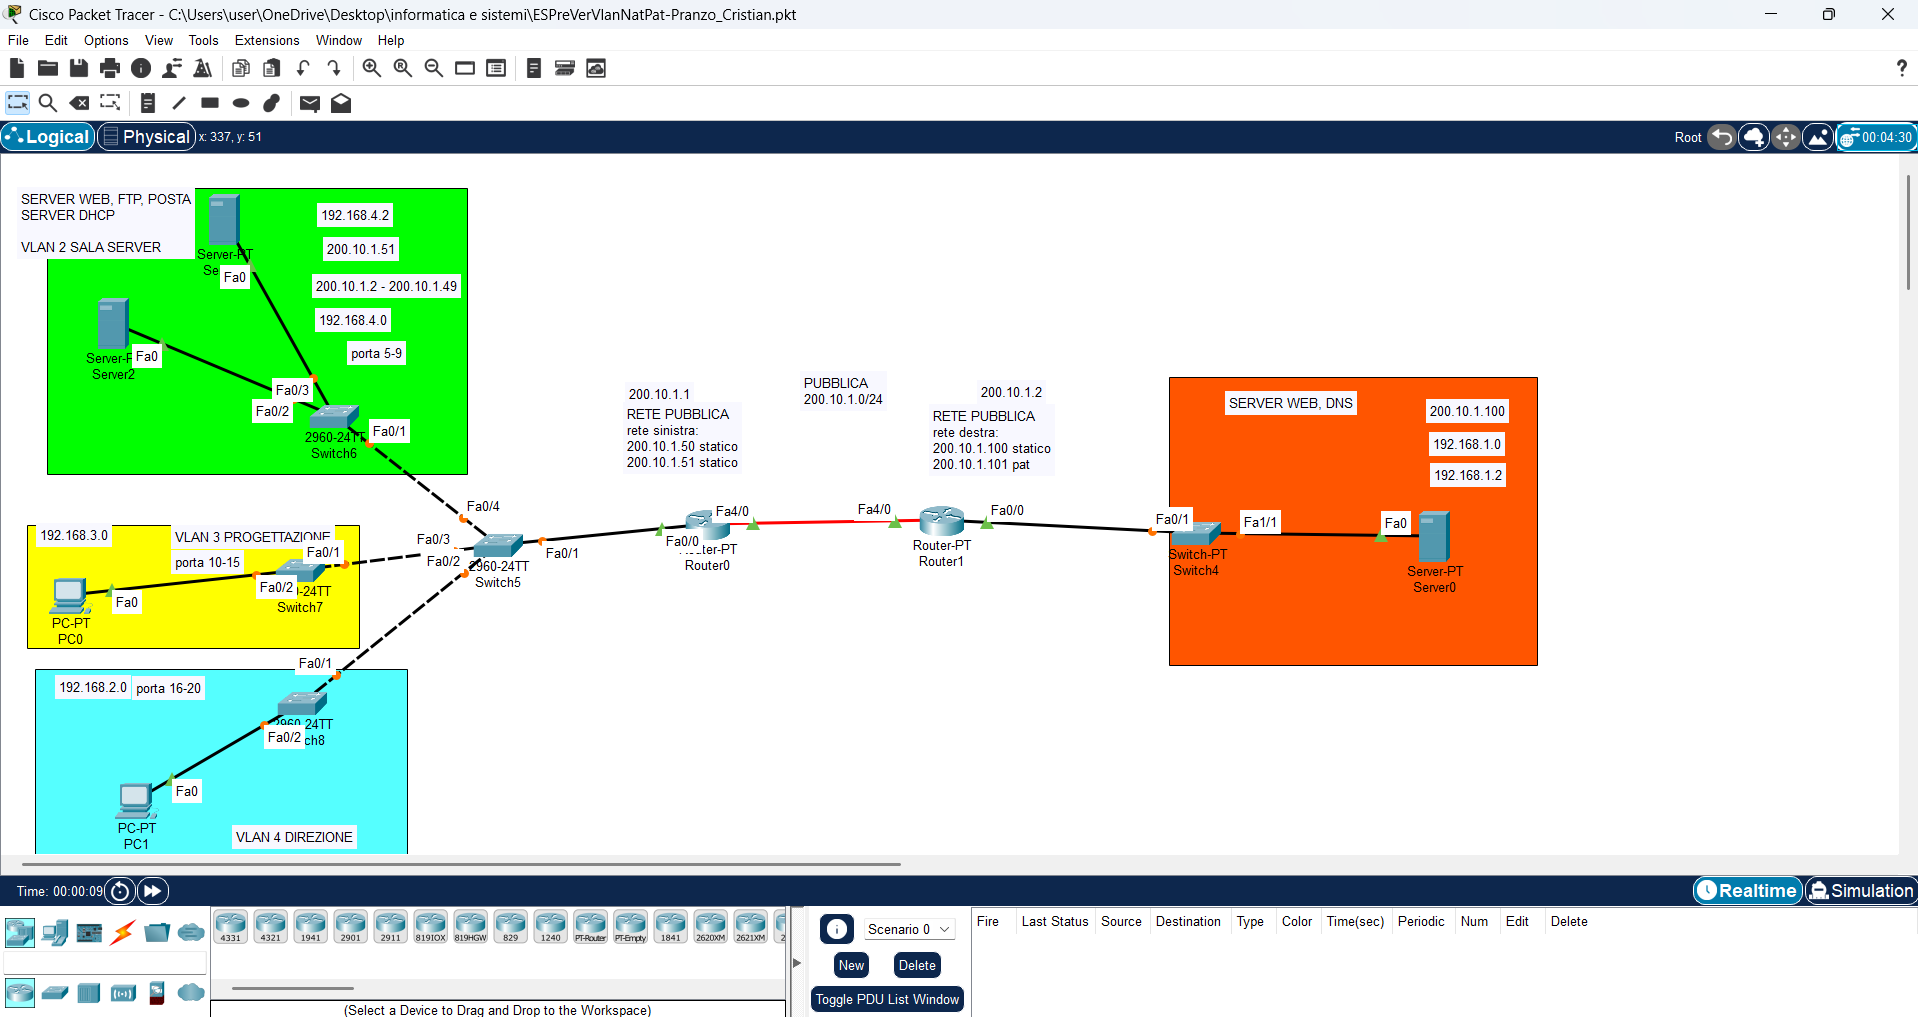 Cisco Packet Tracer - C:\Users\user\OneDrive\Desktop\informatica e sistemi\ESPreVerVlanNatPat-Pranzo_Cristian.pkt
File Edit Options View Tools Extensions Window Help
?
Logical Physical x: 337, y: 51
Root 00:04:30
SERVER WEB, FTP, POSTA
SERVER DHCP
VLAN 2 SALA SERVER
Server-PT
Se
Fa0
192.168.4.2
200.10.1.51
200.10.1.2 - 200.10.1.49
192.168.4.0
porta 5-9
Server-P
Server2
Fa0
Fa0/3
Fa0/2
Fa0/1
2960-24TT
Switch6
192.168.3.0
VLAN 3 PROGETTAZIONE
porta 10-15
Fa0/1
Fa0/2
-24TT
Switch7
Fa0
PC-PT
PC0
Fa0/4
Fa0/3
Fa0/2
Fa0/1
2960-24TT
Switch5
Fa0/1
192.168.2.0
porta 16-20
2960-24TT
ch8
Fa0/2
Fa0
PC-PT
PC1
VLAN 4 DIREZIONE
200.10.1.1
RETE PUBBLICA
rete sinistra:
200.10.1.50 statico
200.10.1.51 statico
PUBBLICA
200.10.1.0/24
200.10.1.2
RETE PUBBLICA
rete destra:
200.10.1.100 statico
200.10.1.101 pat
Fa4/0
Fa0/0
Router-PT
Router0
Fa4/0
Fa0/0
Router-PT
Router1
SERVER WEB, DNS
200.10.1.100
192.168.1.0
192.168.1.2
Fa0/1
Fa1/1
Fa0
Switch-PT
Switch4
Server-PT
Server0
Time: 00:00:09
Realtime Simulation
4331 4321 1941 2901 2911 819IOX 819HGW 829 1240 PT-Router PT-Empty 1841 2620XM 2621XM 2
(Select a Device to Drag and Drop to the Workspace)
Scenario 0
New Delete
Toggle PDU List Window
Fire Last Status Source Destination Type Color Time(sec) Periodic Num Edit Delete